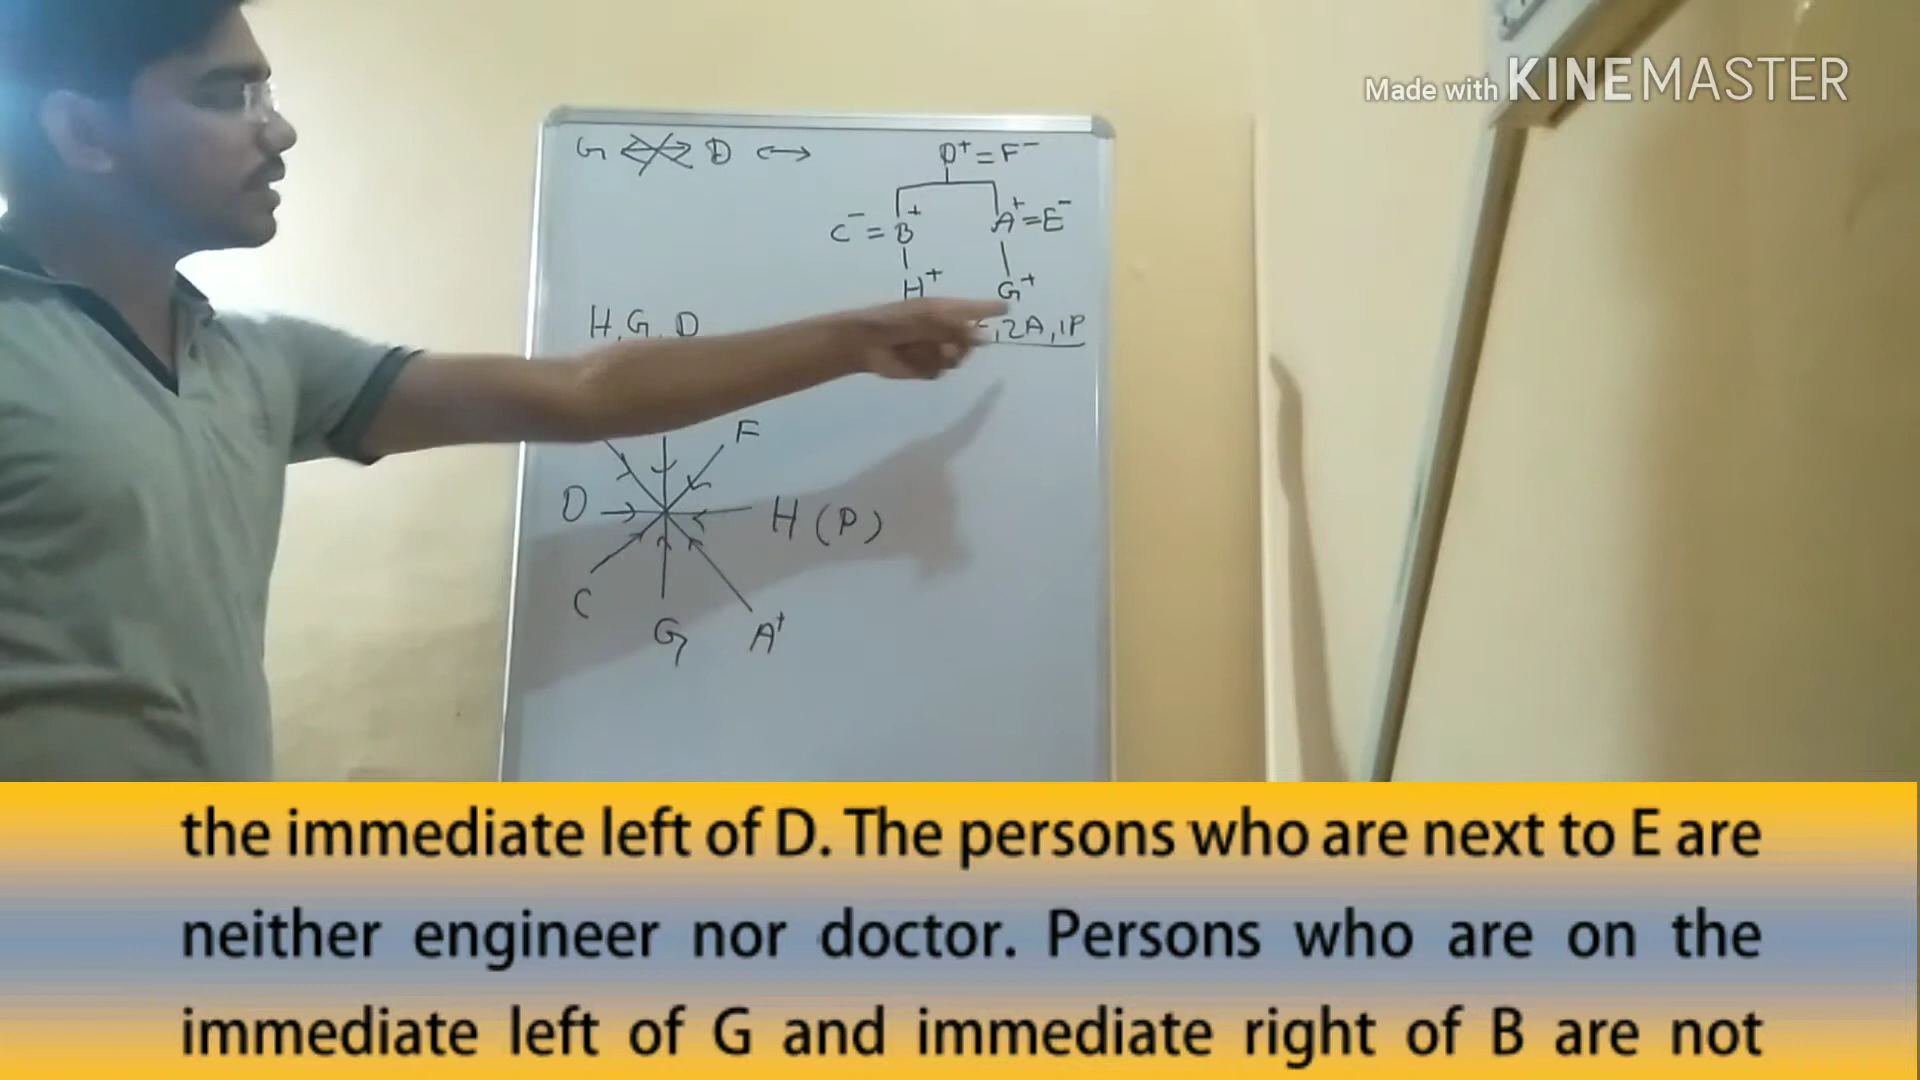 Made with KINEMASTER
G ↔ D ↔
D⁺ = F⁻
C⁻ = B⁺ A⁺ = E⁻
H⁺ G⁺
H, G, D
, 2A, 1P
F
D H (P)
C G A⁺
the immediate left of D. The persons who are next to E are
neither engineer nor doctor. Persons who are on the
immediate left of G and immediate right of B are not